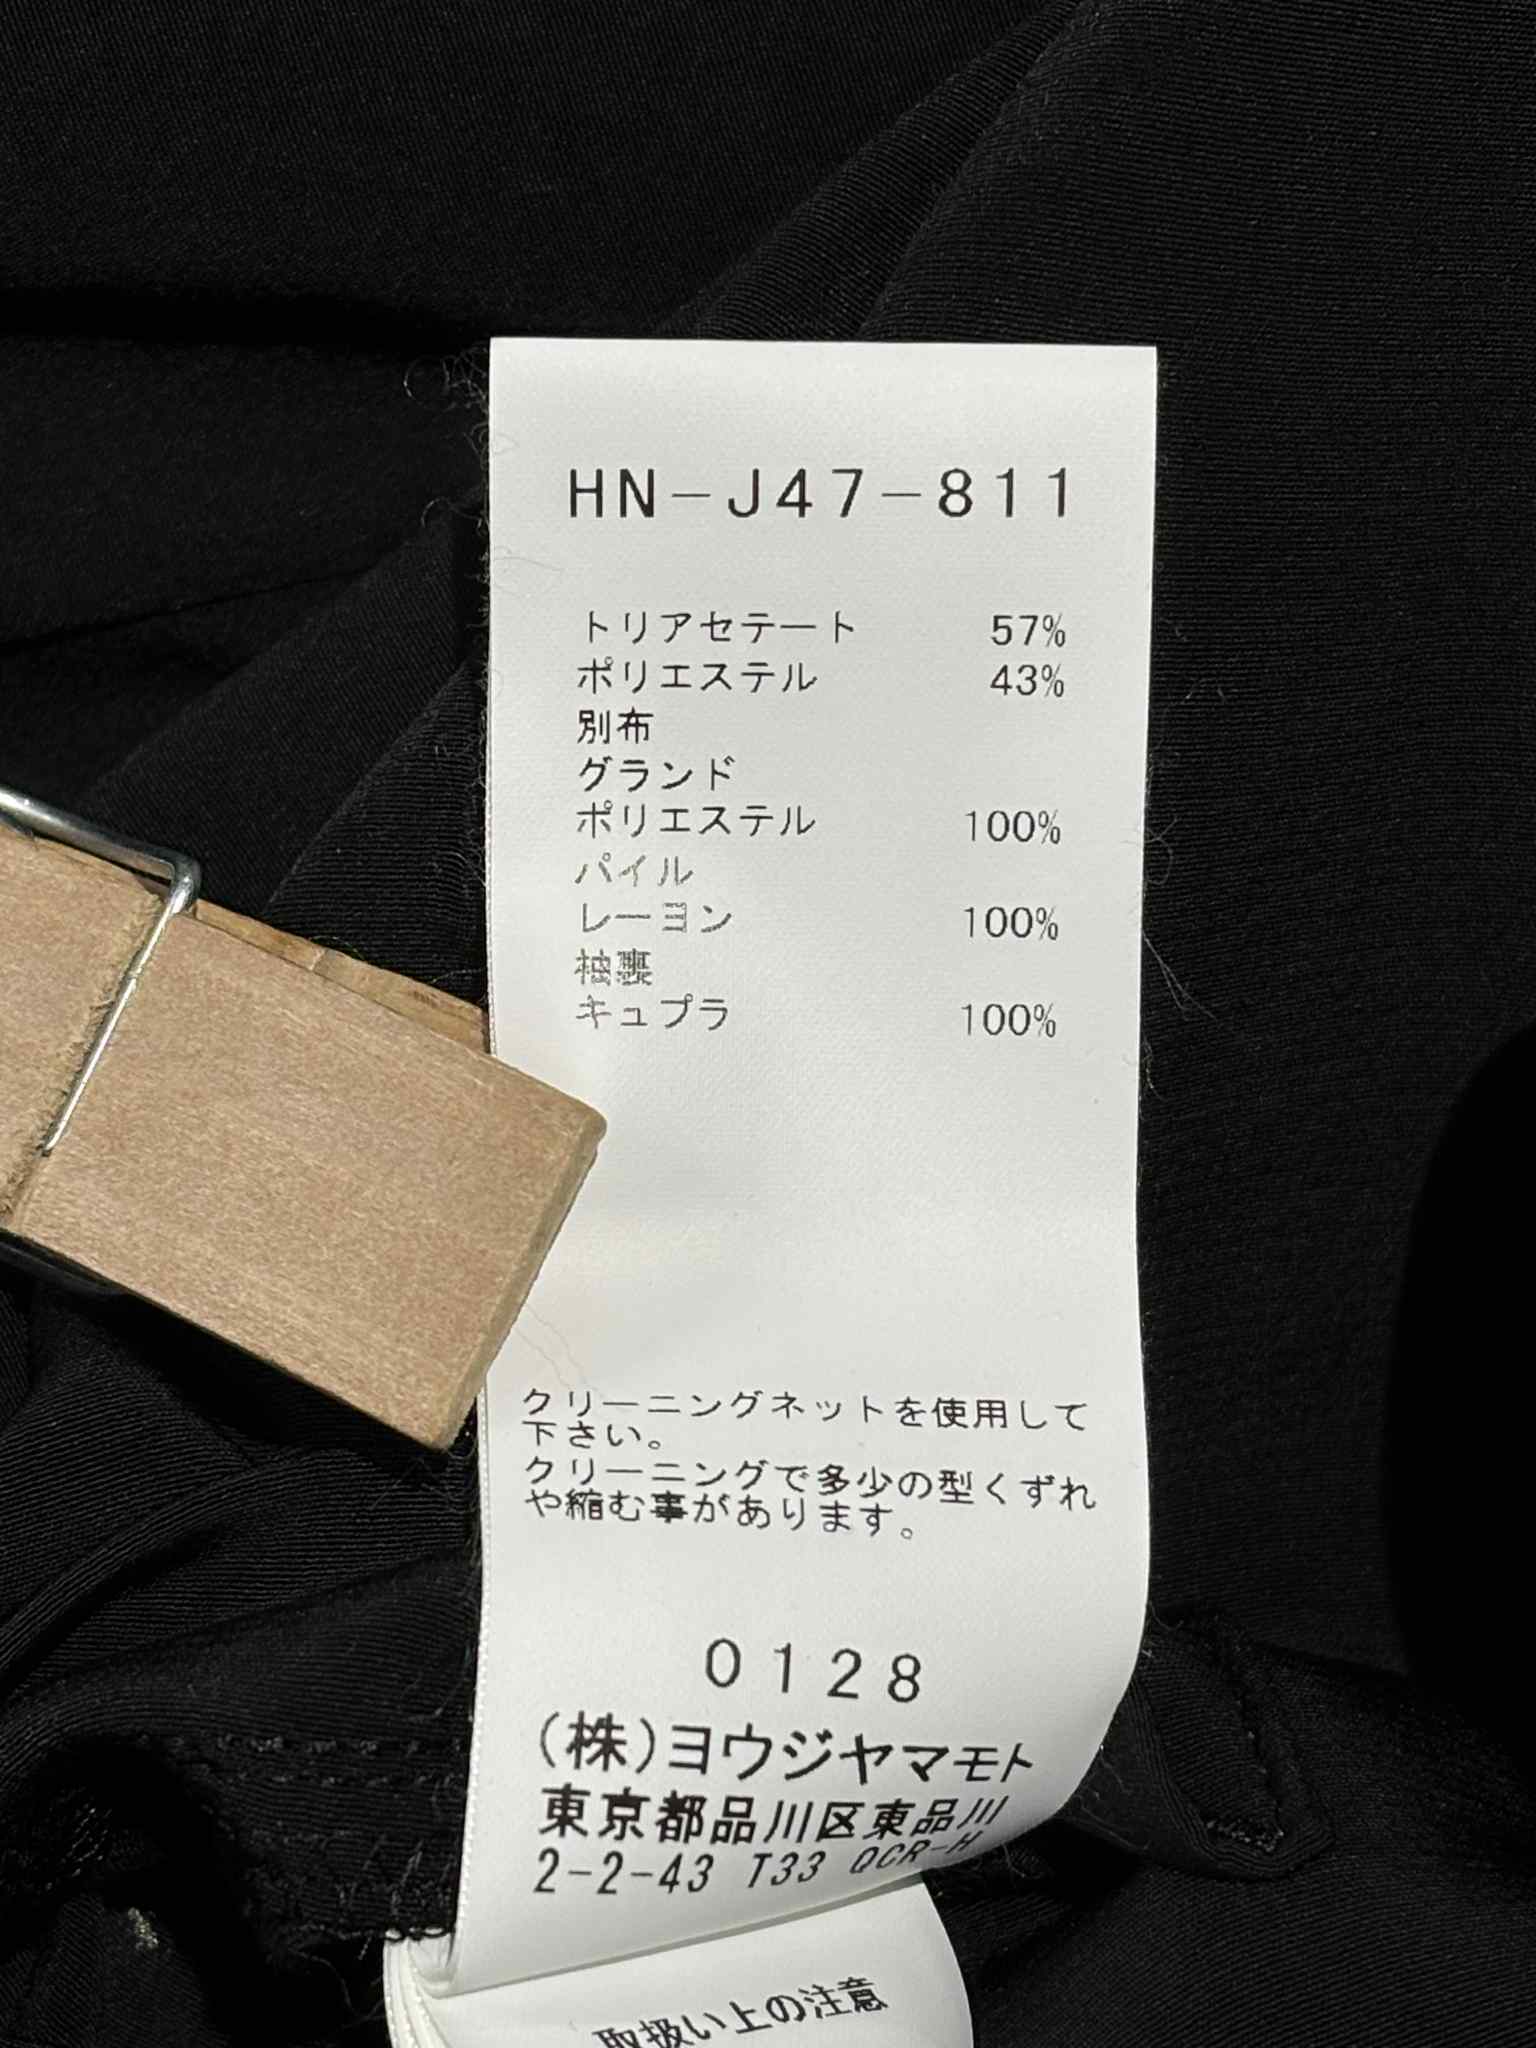 HN-J47-811
トリアセテート 57%
ポリエステル 43%
別布
グランド
ポリエステル 100%
パイル
レーヨン 100%
袖裏
キュプラ 100%
クリーニングネットを使用して
下さい。
クリーニングで多少の型くずれ
や縮む事があります。
0128
(株)ヨウジヤマモト
東京都品川区東品川
2-2-43 T33 QCR-H
取扱い上の注意